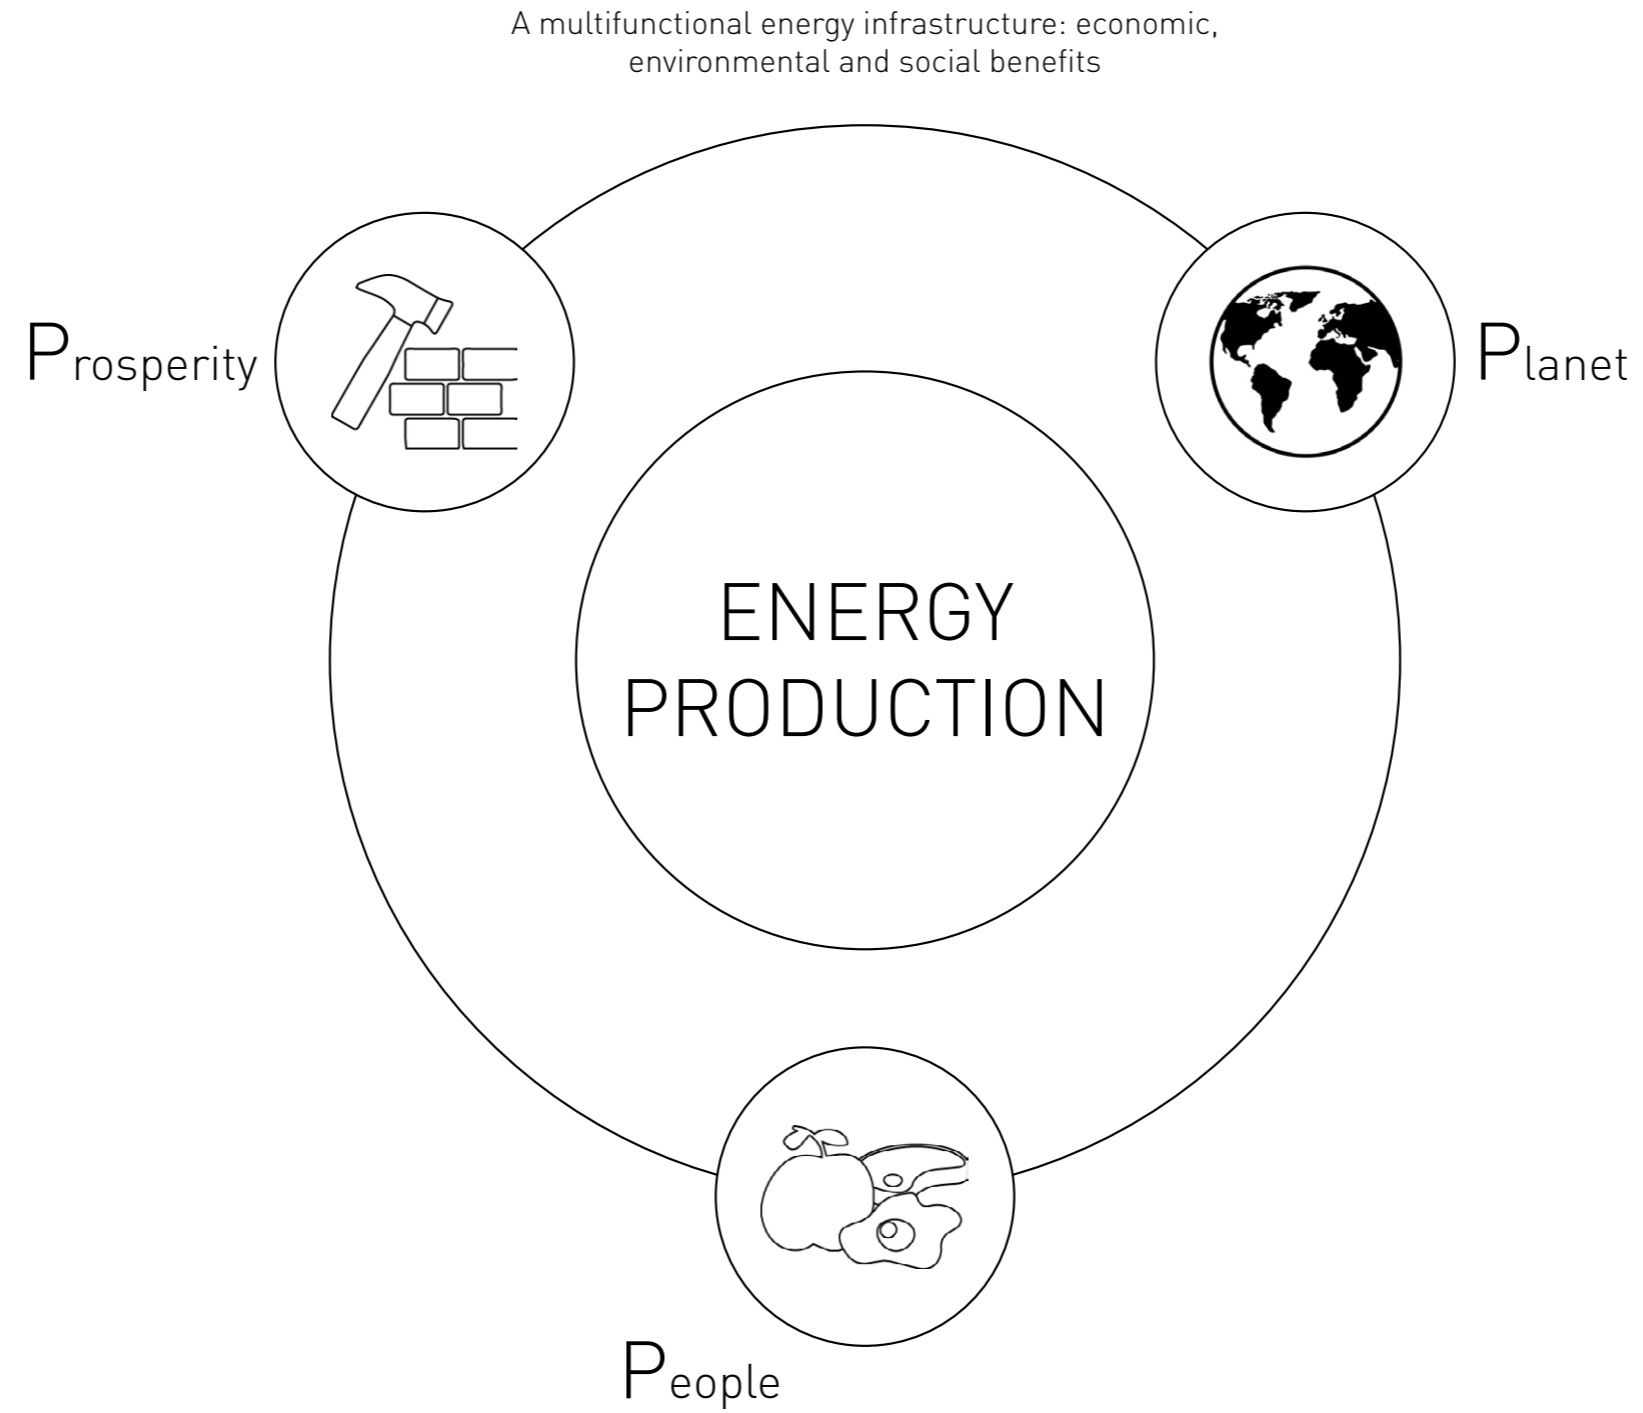 A multifunctional energy infrastructure: economic,
environmental and social benefits
Prosperity
Planet
ENERGY
PRODUCTION
People